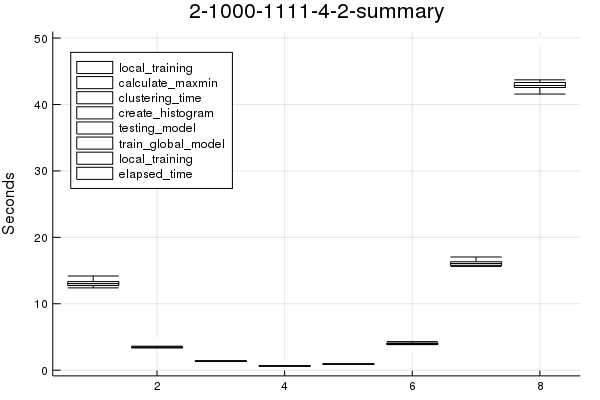 2-1000-1111-4-2-summary
50
40
30
20
10
0
Seconds
local_training
calculate_maxmin
clustering_time
create_histogram
testing_model
train_global_model
local_training
elapsed_time
2 4 6 8